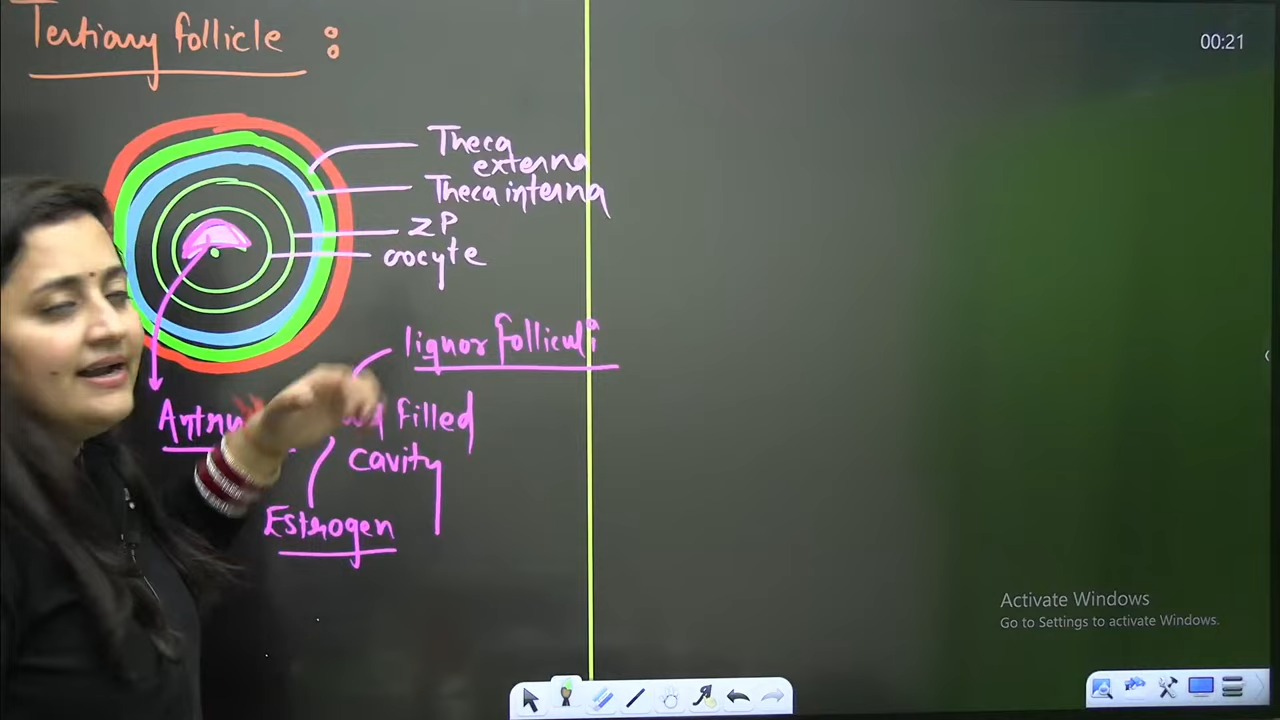 Tertiary follicle :
00:21
Theca
externa
Theca interna
ZP
oocyte
liqnor folliculi
filled
cavity
Estrogen
Activate Windows
Go to Settings to activate Windows.